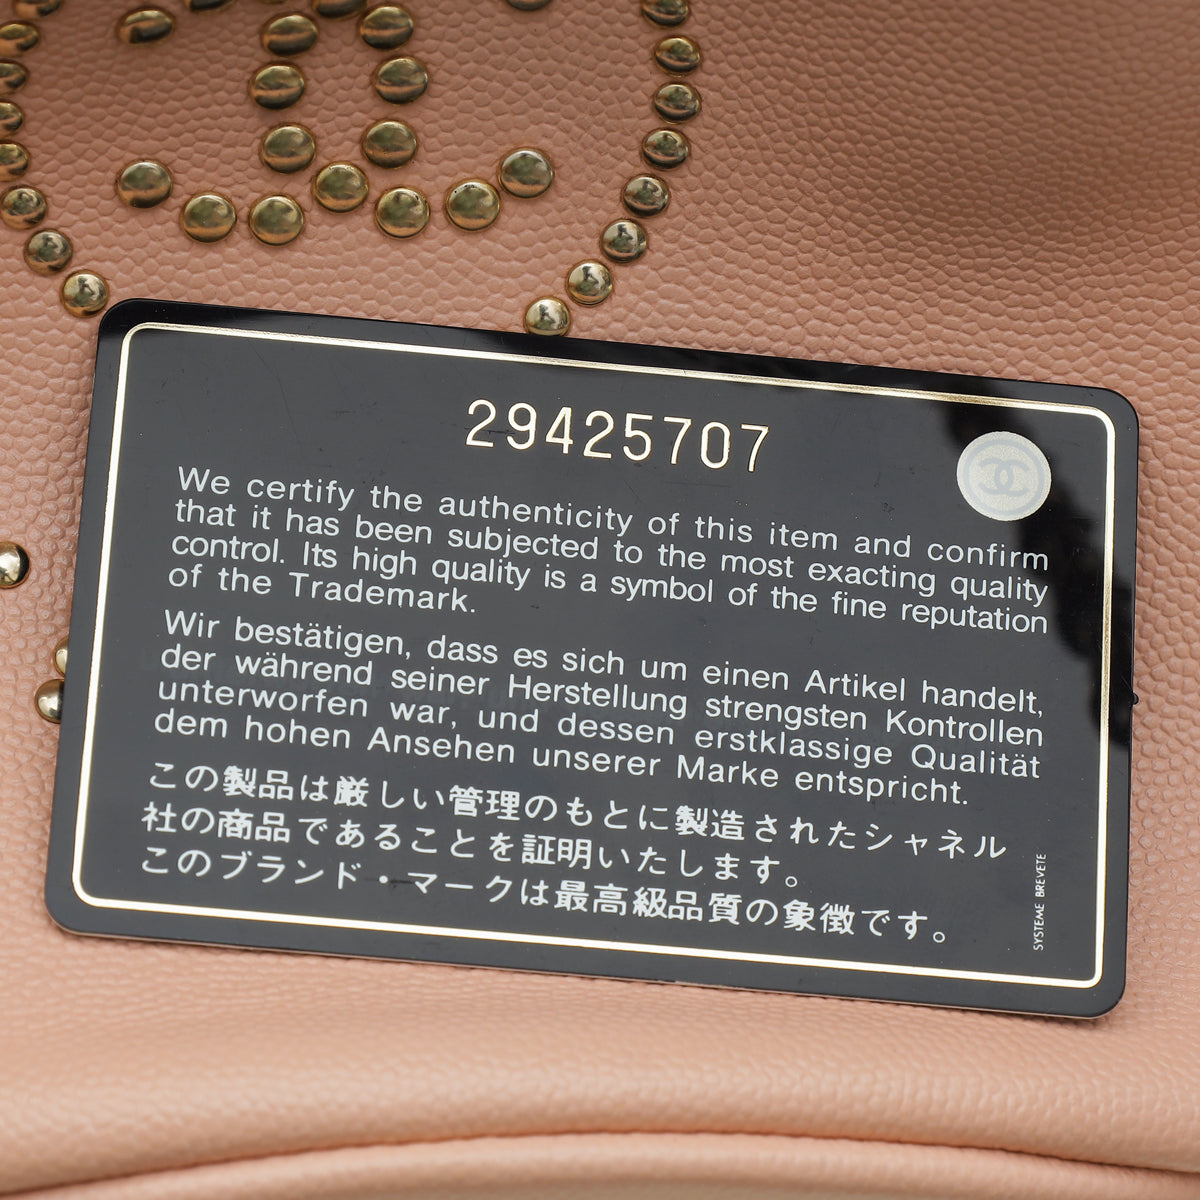 29425707
We certify the authenticity of this item and confirm
that it has been subjected to the most exacting quality
control. Its high quality is a symbol of the fine reputation
of the Trademark.
Wir bestätigen, dass es sich um einen Artikel handelt,
der während seiner Herstellung strengsten Kontrollen
unterworfen war, und dessen erstklassige Qualität
dem hohen Ansehen unserer Marke entspricht.
この製品は厳しい管理のもとに製造されたシャネル
社の商品であることを証明いたします。
このブランド・マークは最高級品質の象徴です。
SYSTEME BREVETE